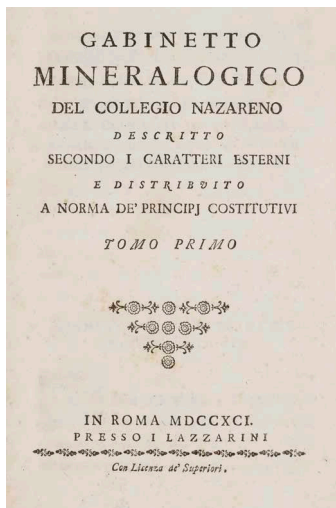 GABINETTO
MINERALOGICO
DEL COLLEGIO NAZARENO
DESCRITTO
SECONDO I CARATTERI ESTERNI
E DISTRIBVITO
A NORMA DE' PRINCIPJ COSTITUTIVI
TOMO PRIMO
IN ROMA MDCCXCI.
PRESSO I LAZZARINI
Con Licenza de' Superiori.